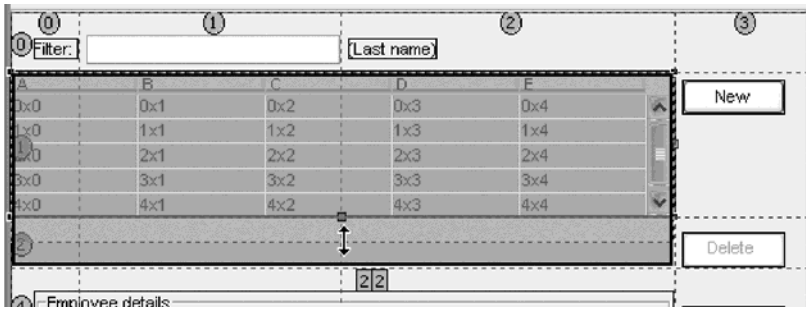 0 1 2 3
0 Filter: (Last name)
A B C D E
0x0 0x1 0x2 0x3 0x4
New
1x0 1x1 1x2 1x3 1x4
1
2x0 2x1 2x2 2x3 2x4
3x0 3x1 3x2 3x3 3x4
4x0 4x1 4x2 4x3 4x4
2 Delete
2 2
4 Employee details